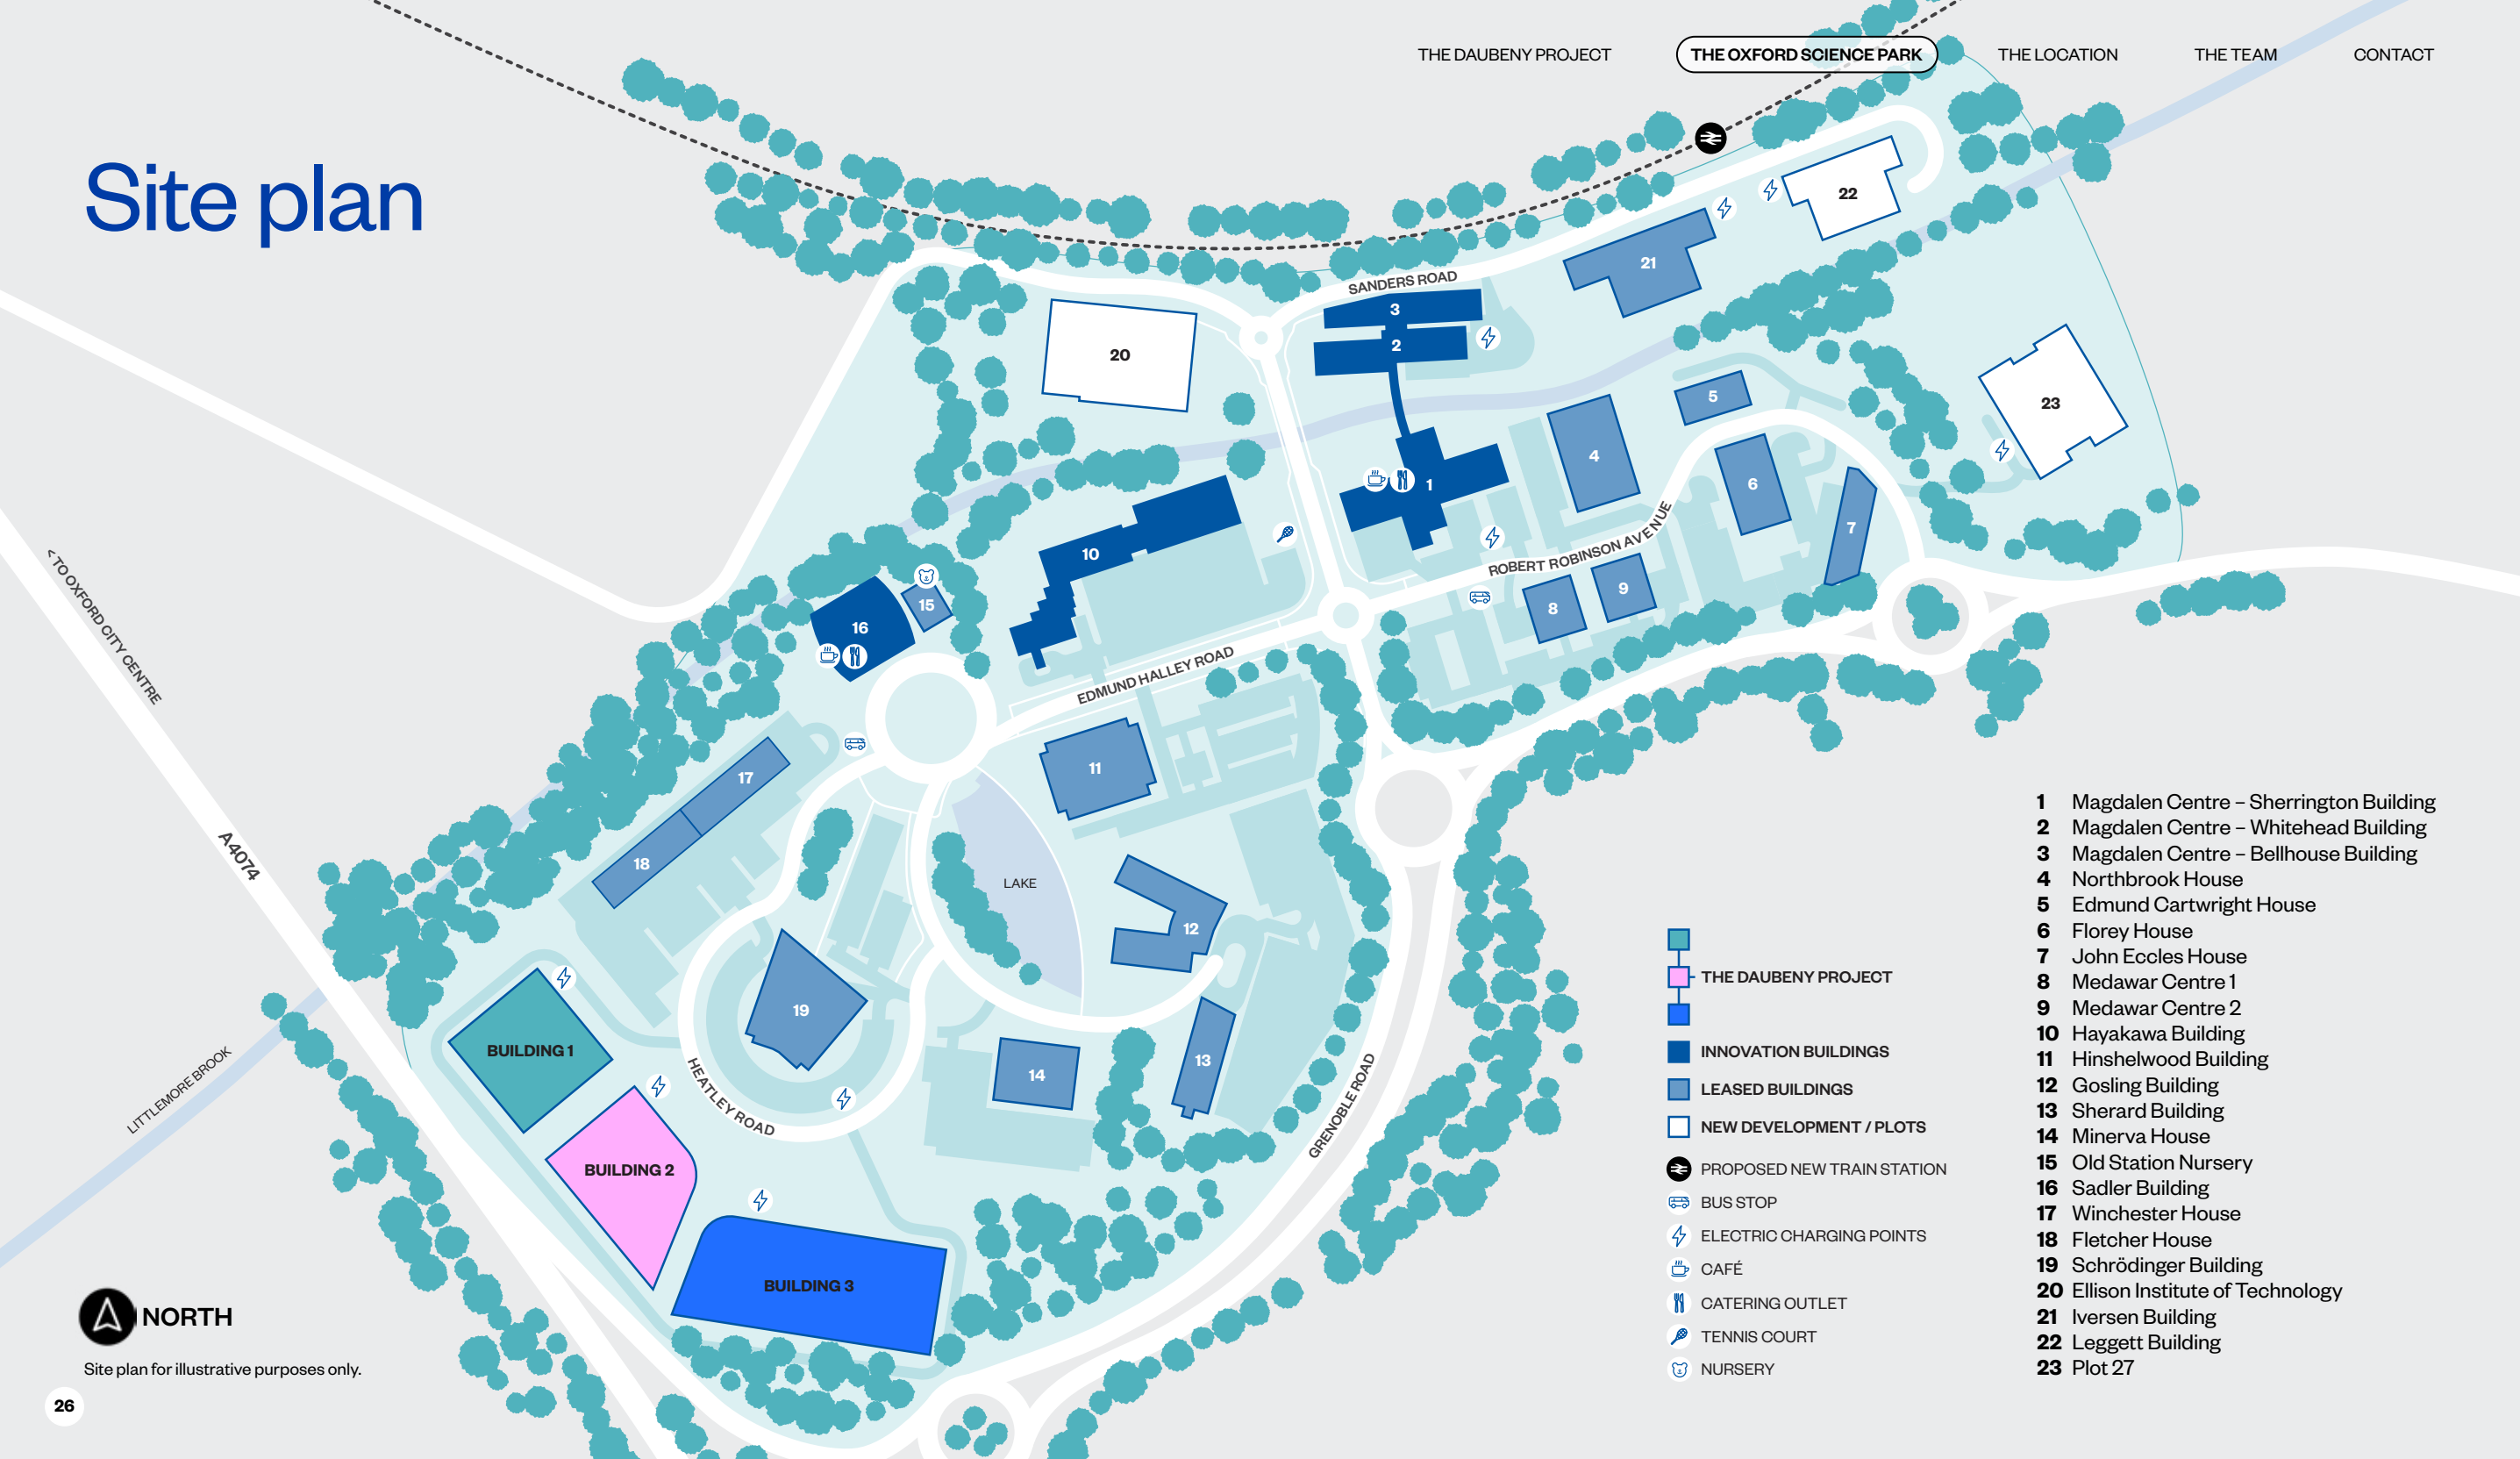 THE DAUBENY PROJECT
THE OXFORD SCIENCE PARK
THE LOCATION
THE TEAM
CONTACT
Site plan
22
21
SANDERS ROAD
3
2
20
5
23
4
1
6
7
ROBERT ROBINSON AVENUE
10
9
8
15
16
< TO OXFORD CITY CENTRE
EDMUND HALLEY ROAD
11
17
18
A4074
LAKE
12
19
BUILDING 1
13
14
HEATLEY ROAD
GRENOBLE ROAD
LITTLEMORE BROOK
BUILDING 2
BUILDING 3
THE DAUBENY PROJECT
INNOVATION BUILDINGS
LEASED BUILDINGS
NEW DEVELOPMENT / PLOTS
PROPOSED NEW TRAIN STATION
BUS STOP
ELECTRIC CHARGING POINTS
CAFÉ
CATERING OUTLET
TENNIS COURT
NURSERY
1 Magdalen Centre – Sherrington Building
2 Magdalen Centre – Whitehead Building
3 Magdalen Centre – Bellhouse Building
4 Northbrook House
5 Edmund Cartwright House
6 Florey House
7 John Eccles House
8 Medawar Centre 1
9 Medawar Centre 2
10 Hayakawa Building
11 Hinshelwood Building
12 Gosling Building
13 Sherard Building
14 Minerva House
15 Old Station Nursery
16 Sadler Building
17 Winchester House
18 Fletcher House
19 Schrödinger Building
20 Ellison Institute of Technology
21 Iversen Building
22 Leggett Building
23 Plot 27
NORTH
Site plan for illustrative purposes only.
26